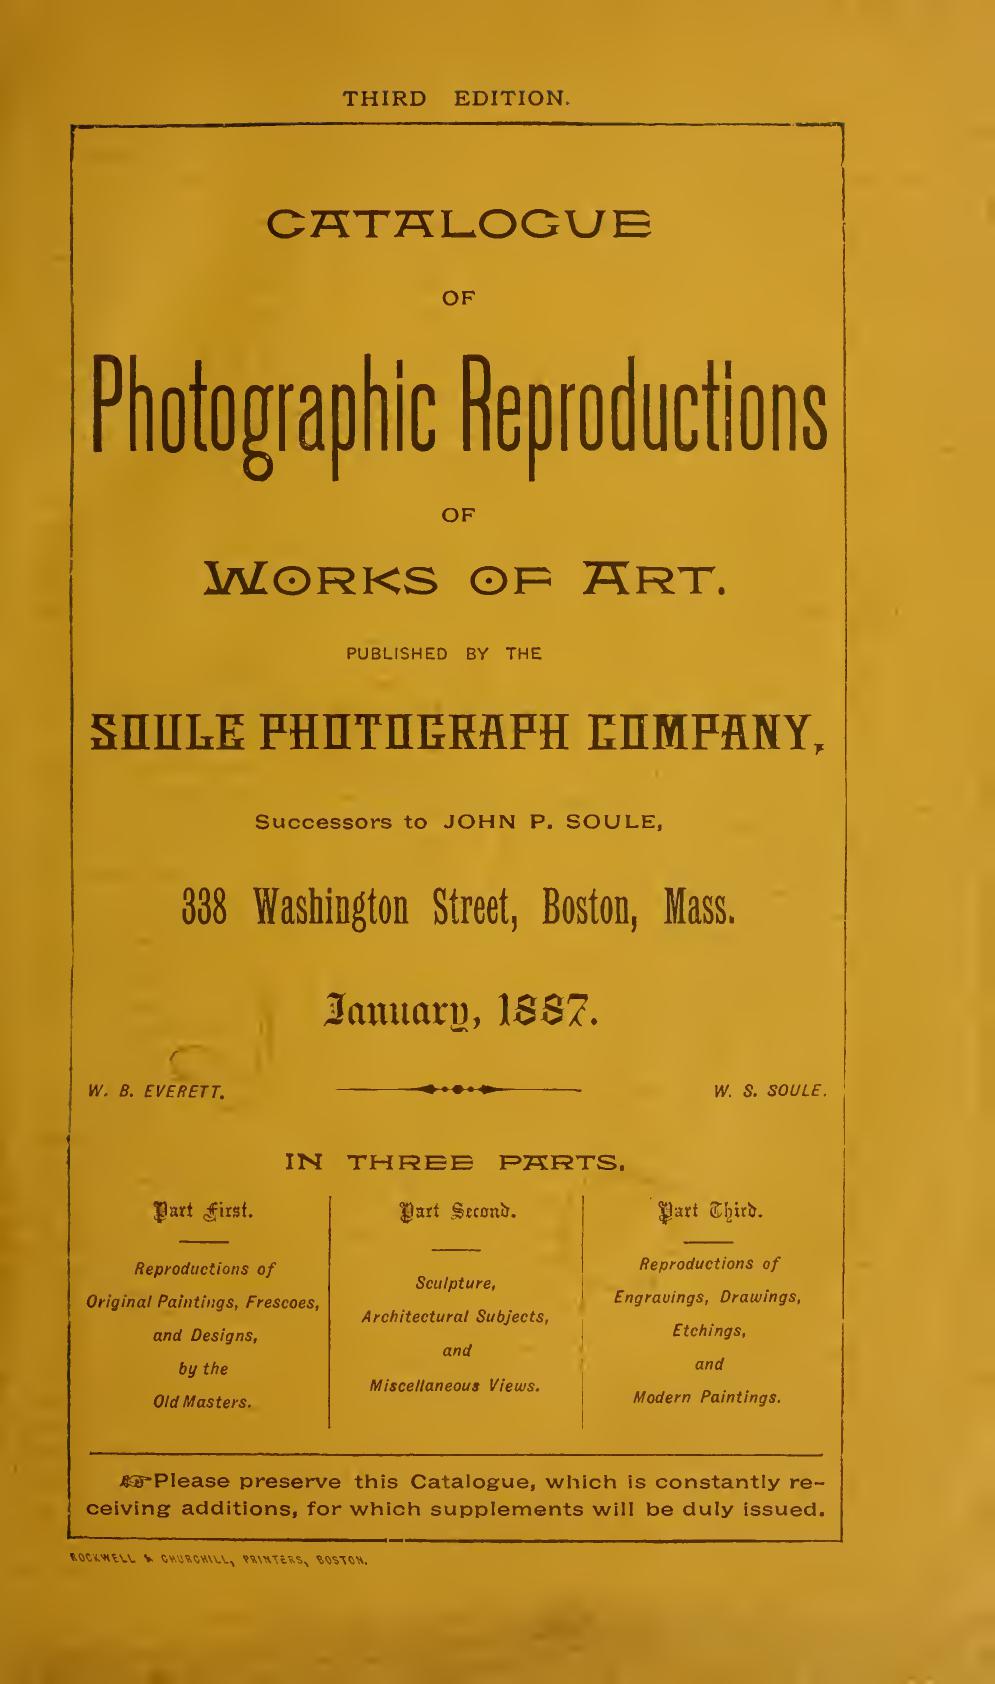 THIRD EDITION.
CATALOGUE
OF
Photographic Reproductions
OF
WORKS OF ART.
PUBLISHED BY THE
SOULE PHOTOGRAPH COMPANY,
Successors to JOHN P. SOULE,
338 Washington Street, Boston, Mass.
January, 1887.
W. B. EVERETT. W. S. SOULE.
IN THREE PARTS.
Part First.
Reproductions of
Original Paintings, Frescoes,
and Designs,
by the
Old Masters.
Part Second.
Sculpture,
Architectural Subjects,
and
Miscellaneous Views.
Part Third.
Reproductions of
Engravings, Drawings,
Etchings,
and
Modern Paintings.
☞Please preserve this Catalogue, which is constantly re-
ceiving additions, for which supplements will be duly issued.
ROCKWELL & CHURCHILL, PRINTERS, BOSTON.